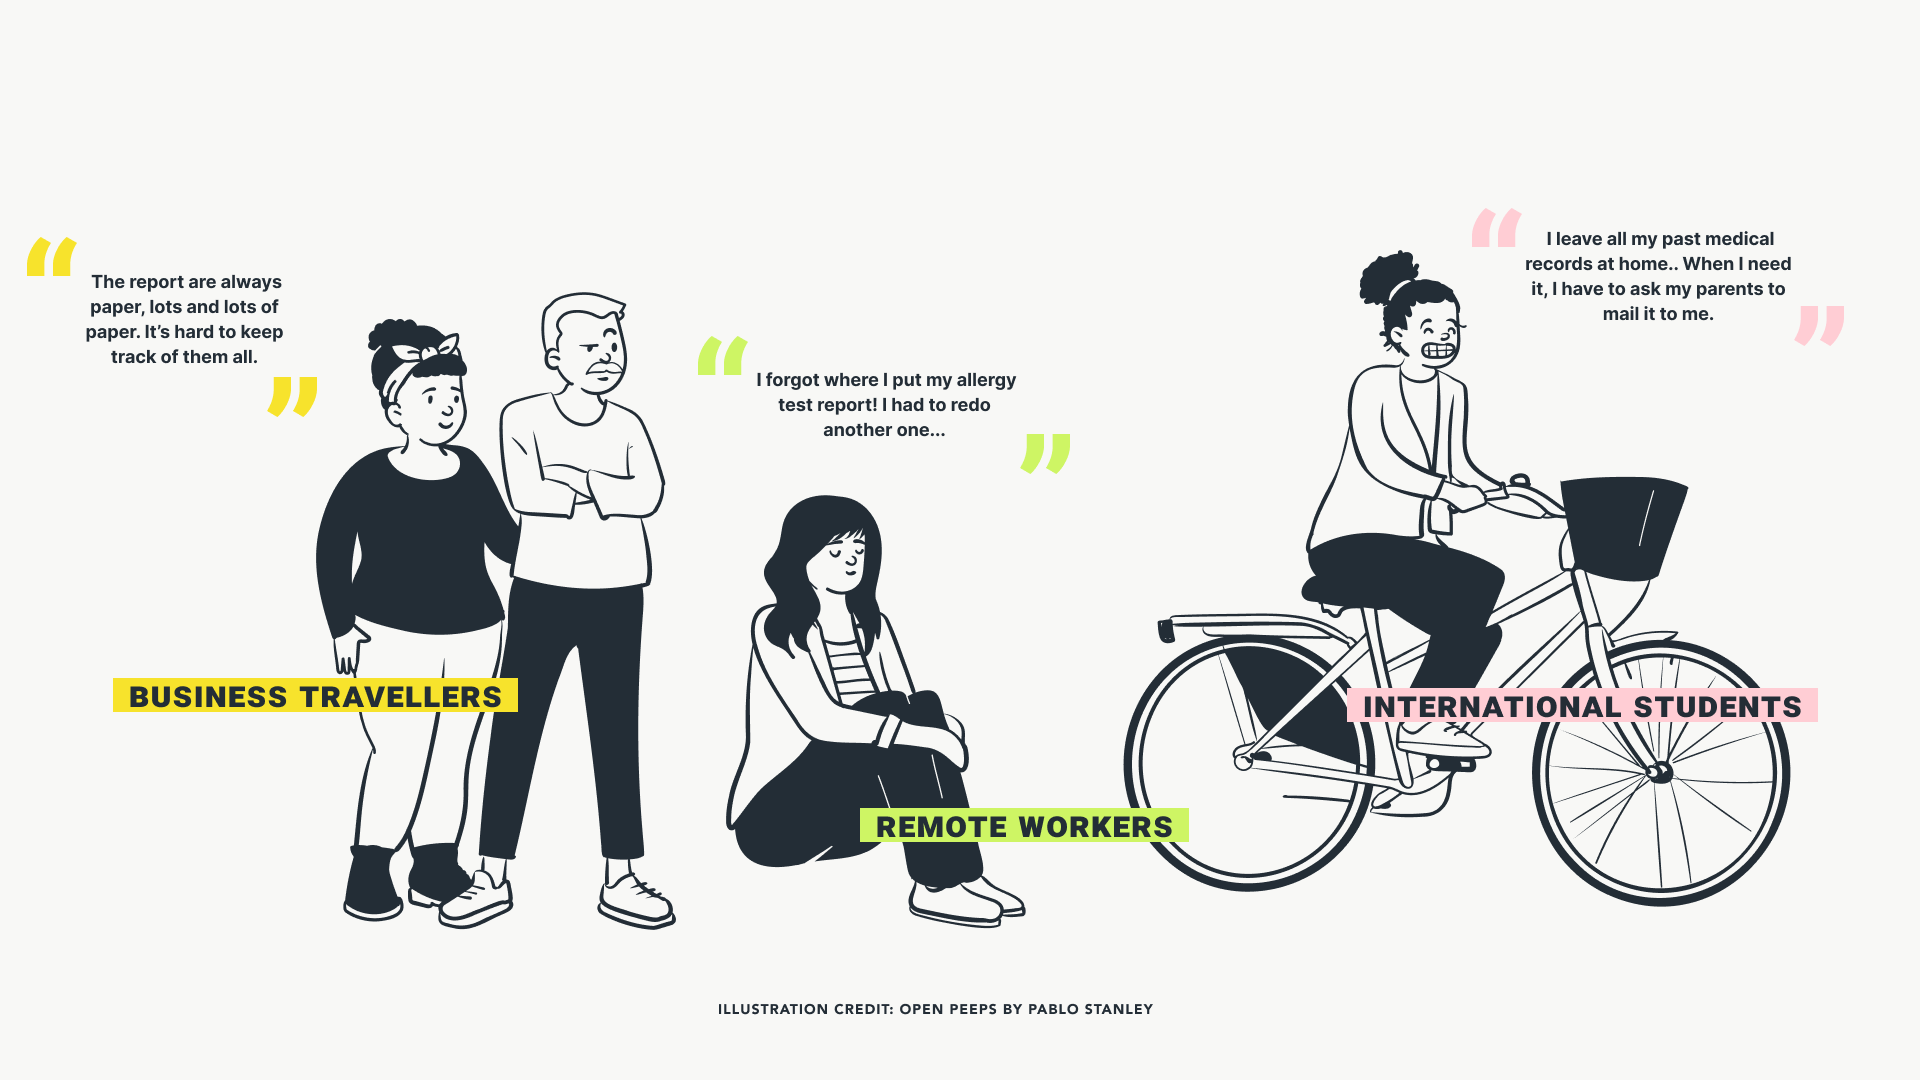 “
The report are always
paper, lots and lots of
paper. It’s hard to keep
track of them all.
”
BUSINESS TRAVELLERS
“
I forgot where I put my allergy
test report! I had to redo
another one...
”
REMOTE WORKERS
“
I leave all my past medical
records at home.. When I need
it, I have to ask my parents to
mail it to me.
”
INTERNATIONAL STUDENTS
ILLUSTRATION CREDIT: OPEN PEEPS BY PABLO STANLEY